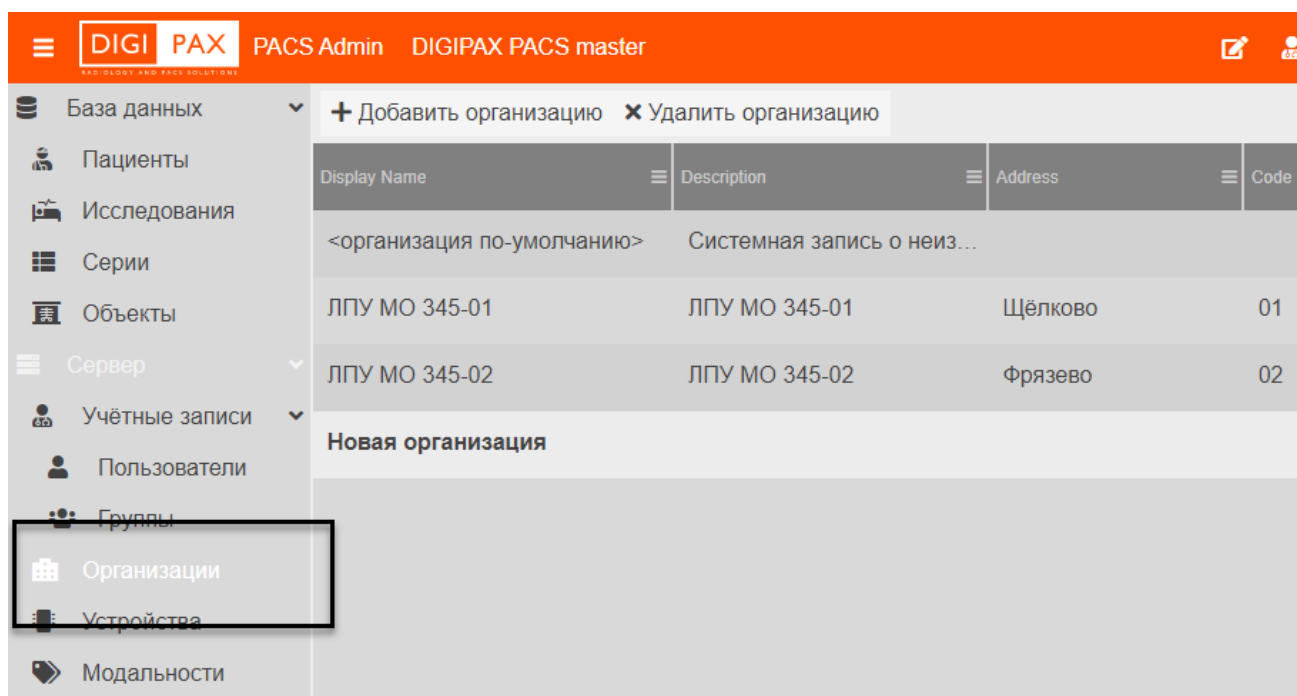 DIGI PAX PACS Admin DIGIPAX PACS master
RADIOLOGY AND PACS SOLUTIONS
База данных
Пациенты
Исследования
Серии
Объекты
Сервер
Учётные записи
Пользователи
Группы
Организации
Устройства
Модальности
Добавить организацию Удалить организацию
Display Name Description Address Code
<организация по-умолчанию> Системная запись о неиз...
ЛПУ МО 345-01 ЛПУ МО 345-01 Щёлково 01
ЛПУ МО 345-02 ЛПУ МО 345-02 Фрязево 02
Новая организация